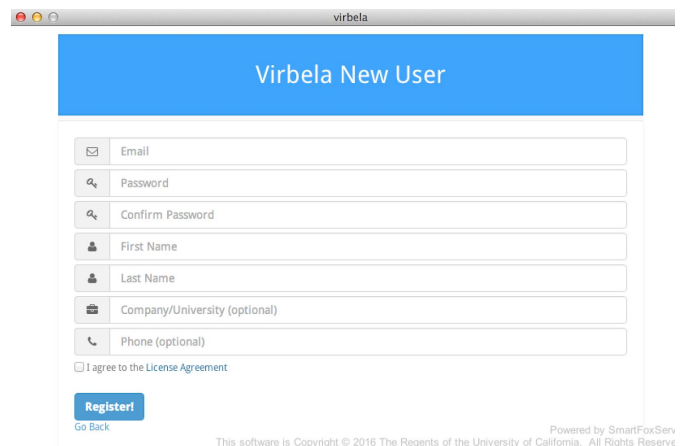 virbela
Virbela New User
Email
Password
Confirm Password
First Name
Last Name
Company/University (optional)
Phone (optional)
I agree to the License Agreement
Register!
Go Back
Powered by SmartFoxServ
This software is Copyright © 2016 The Regents of the University of California. All Rights Reserve